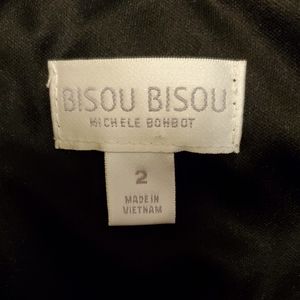 BISOU BISOU
MICHELE BOHBOT
2
MADE IN
VIETNAM